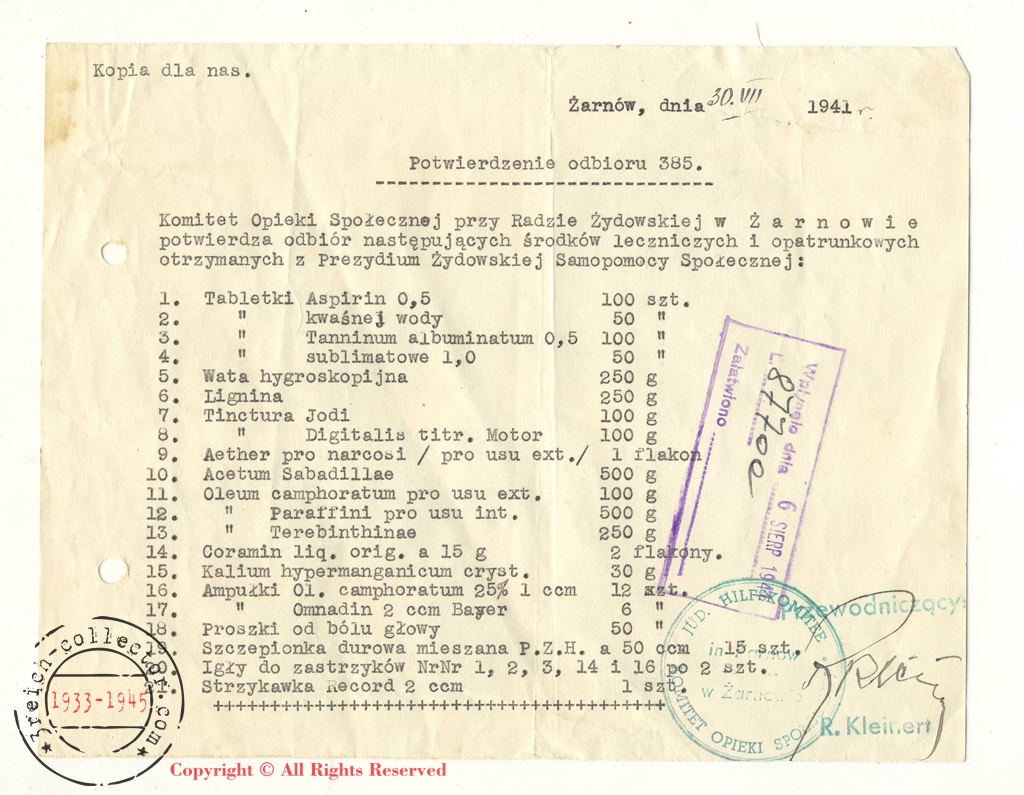 Kopia dla nas.
Żarnów, dnia 30.VII 1941 r.
Potwierdzenie odbioru 385.
Komitet Opieki Społecznej przy Radzie Żydowskiej w Ż a r n o w i e
potwierdza odbiór następujących środków leczniczych i opatrunkowych
otrzymanych z Prezydium Żydowskiej Samopomocy Społecznej:
1. Tabletki Aspirin 0,5 100 szt.
2. " kwaśnej wody 50 "
3. " Tanninum albuminatum 0,5 100 "
4. " sublimatowe 1,0 50 "
5. Wata hygroskopijna 250 g
6. Lignina 250 g
7. Tinctura Jodi 100 g
8. " Digitalis titr. Motor 100 g
9. Aether pro narcosi / pro usu ext./ 1 flakon
10. Acetum Sabadillae 500 g
11. Oleum camphoratum pro usu ext. 100 g
12. " Paraffini pro usu int. 500 g
13. " Terebinthinae 250 g
14. Coramin liq. orig. a 15 g 2 flakony.
15. Kalium hypermanganicum cryst. 30 g
16. Ampułki Ol. camphoratum 25% 1 ccm 12 szt.
17. " Omnadin 2 ccm Bayer 6 "
18. Proszki od bólu głowy 50 "
19. Szczepionka durowa mieszana P.Z.H. a 50 ccm 15 szt.
Igły do zastrzyków NrNr 1, 2, 3, 14 i 16 po 2 szt.
Strzykawka Record 2 ccm 1 szt.
+++++++++++++++++++++++++++++++++++++++++
Wpłynęło dnia 6 SIERP 1941
L. 8770a
Załatwiono
JÜD. HILFSKOMITEE
in Żarnów
w Żarnowie
KOMITET OPIEKI SPOŁ
Przewodniczący:
R. Kleinert
3reich-collector.com
1933-1945
Copyright © All Rights Reserved